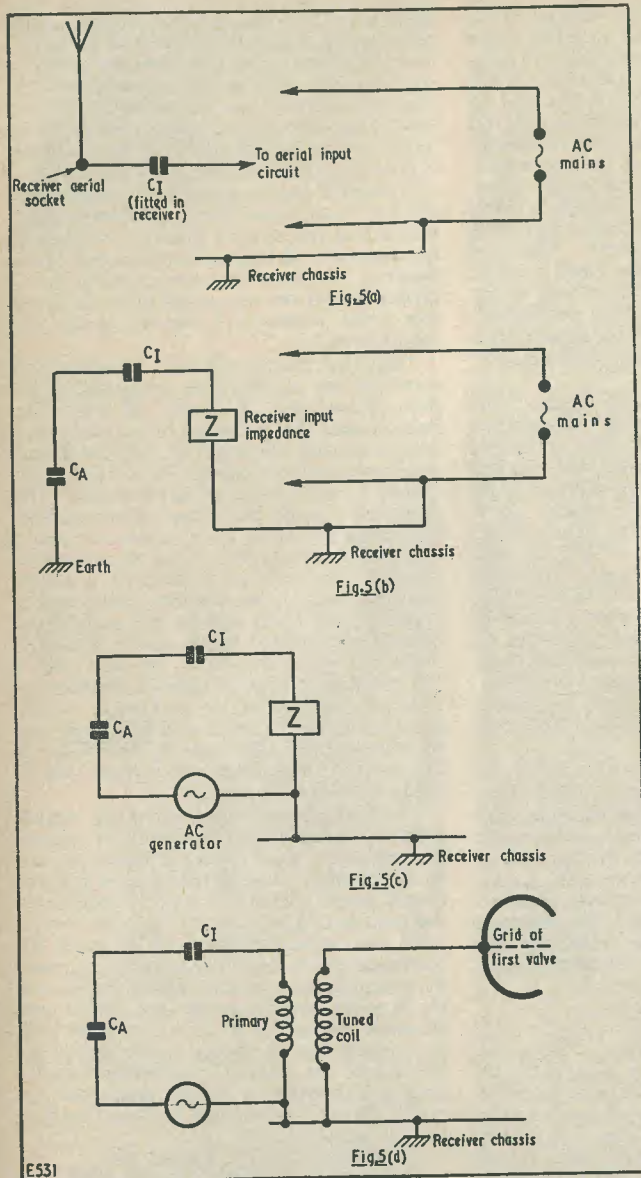 Receiver aerial
socket
CI
(fitted in
receiver)
To aerial input
circuit
AC
mains
Receiver chassis
Fig.5(a)
CI
CA
Z
Receiver input
impedance
AC
mains
Earth
Receiver chassis
Fig.5(b)
CI
CA
Z
AC
generator
Receiver chassis
Fig.5(c)
CI
CA
Primary
Tuned
coil
Grid of
first valve
Receiver chassis
Fig.5(d)
E531